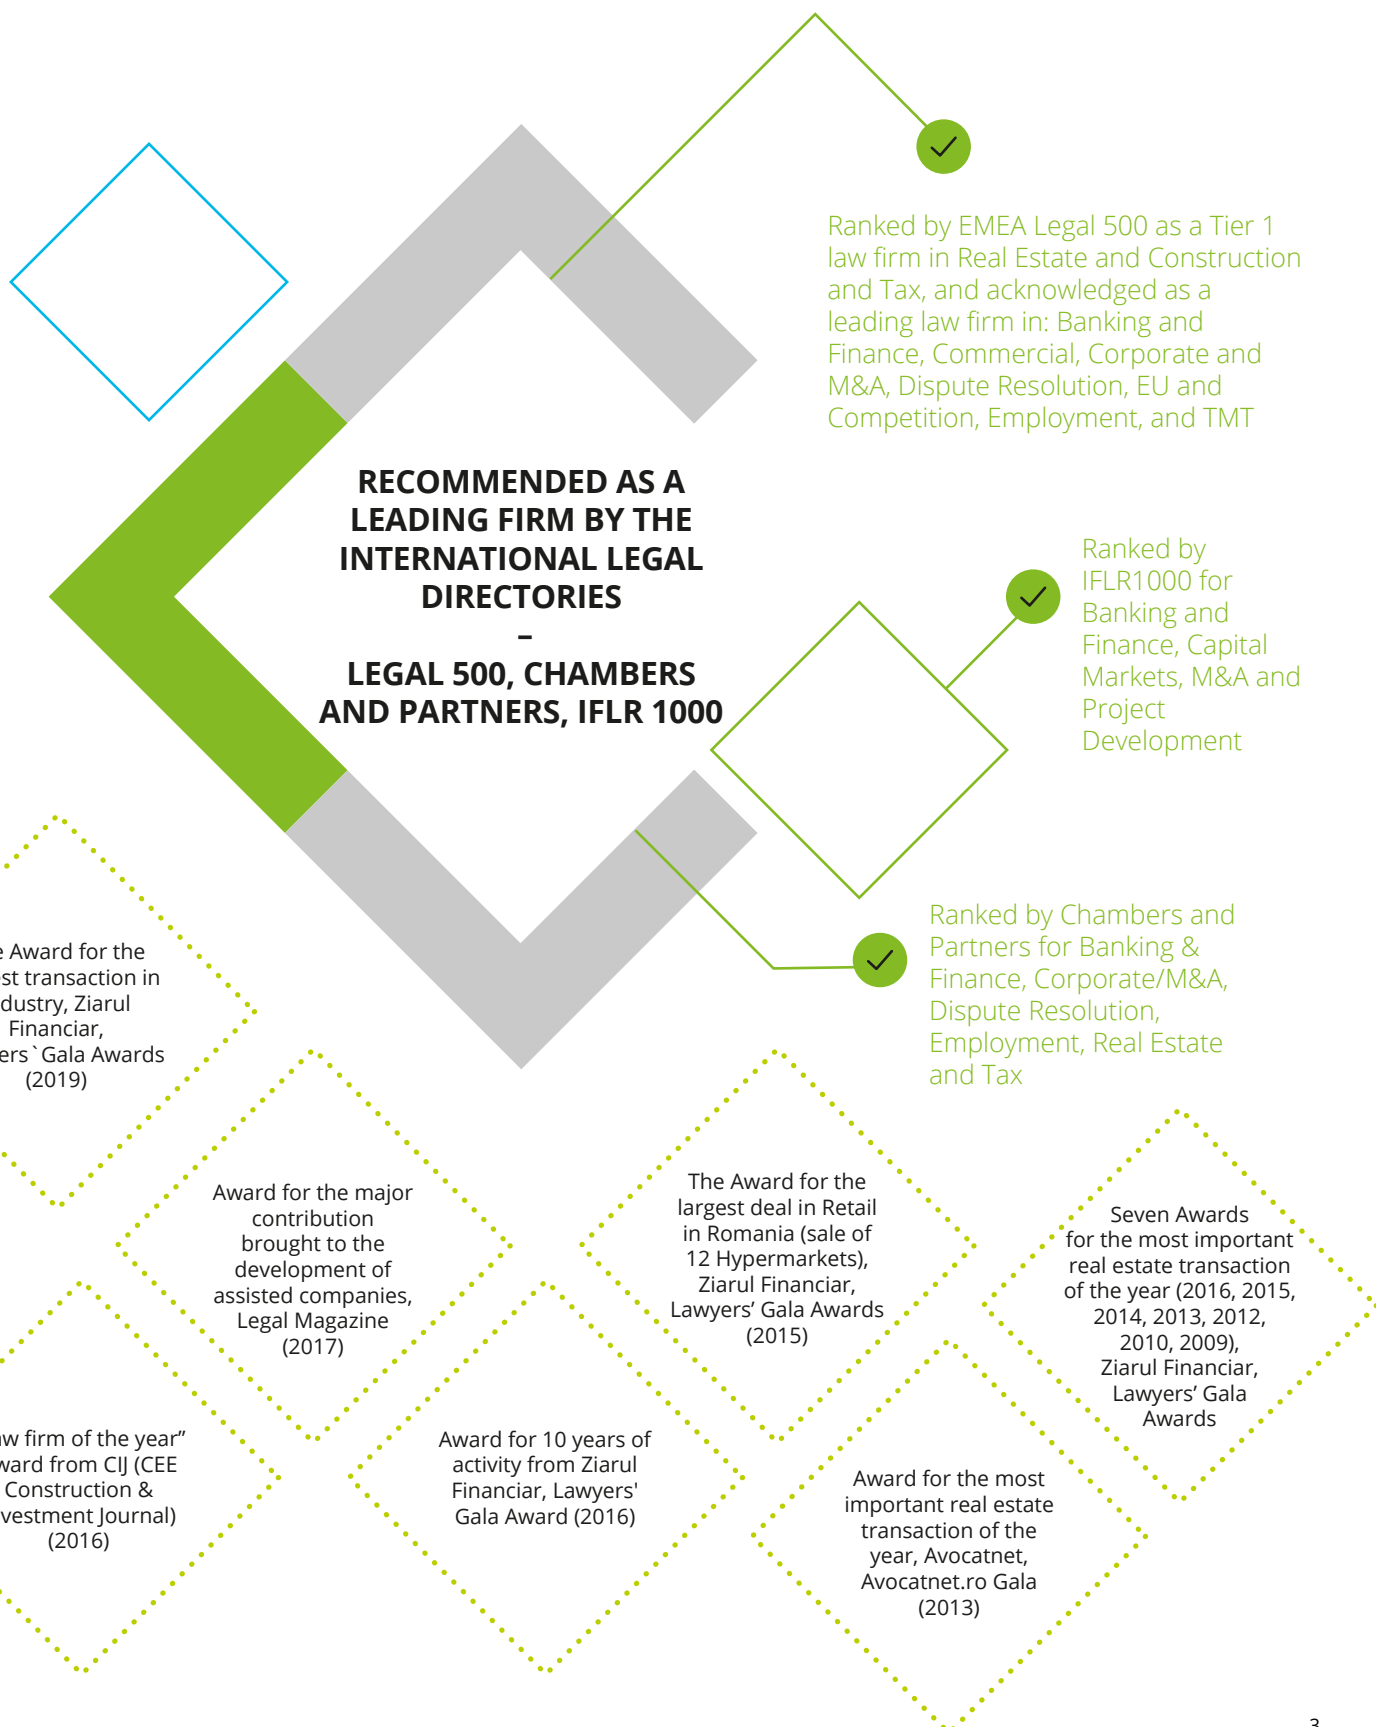 Ranked by EMEA Legal 500 as a Tier 1
law firm in Real Estate and Construction
and Tax, and acknowledged as a
leading law firm in: Banking and
Finance, Commercial, Corporate and
M&A, Dispute Resolution, EU and
Competition, Employment, and TMT
RECOMMENDED AS A
LEADING FIRM BY THE
INTERNATIONAL LEGAL
DIRECTORIES
–
LEGAL 500, CHAMBERS
AND PARTNERS, IFLR 1000
Ranked by
IFLR1000 for
Banking and
Finance, Capital
Markets, M&A and
Project
Development
Ranked by Chambers and
Partners for Banking &
Finance, Corporate/M&A,
Dispute Resolution,
Employment, Real Estate
and Tax
Award for the
transaction in
Ziarul
Financiar,
Gala Awards
(2019)
Award for the major
contribution
brought to the
development of
assisted companies,
Legal Magazine
(2017)
The Award for the
largest deal in Retail
in Romania (sale of
12 Hypermarkets),
Ziarul Financiar,
Lawyers’ Gala Awards
(2015)
Seven Awards
for the most important
real estate transaction
of the year (2016, 2015,
2014, 2013, 2012,
2010, 2009),
Ziarul Financiar,
Lawyers’ Gala
Awards
firm of the year”
from CIJ (CEE
Construction &
Journal)
(2016)
Award for 10 years of
activity from Ziarul
Financiar, Lawyers'
Gala Award (2016)
Award for the most
important real estate
transaction of the
year, Avocatnet,
Avocatnet.ro Gala
(2013)
3